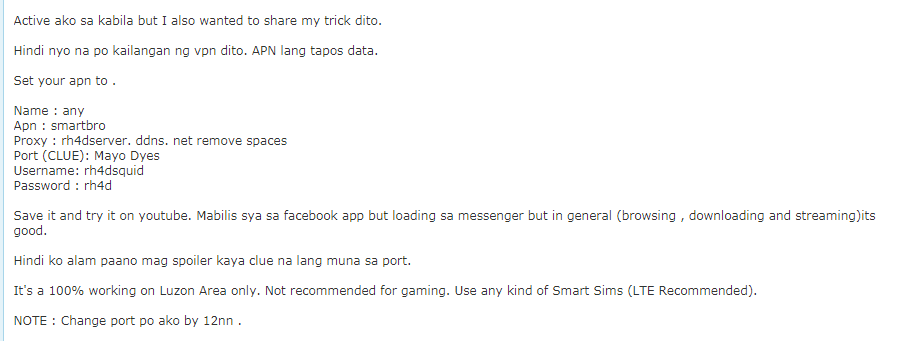 Active ako sa kabila but I also wanted to share my trick dito.
Hindi nyo na po kailangan ng vpn dito. APN lang tapos data.
Set your apn to .
Name : any
Apn : smartbro
Proxy : rh4dserver. ddns. net remove spaces
Port (CLUE): Mayo Dyes
Username: rh4dsquid
Password : rh4d
Save it and try it on youtube. Mabilis sya sa facebook app but loading sa messenger but in general (browsing , downloading and streaming)its
good.
Hindi ko alam paano mag spoiler kaya clue na lang muna sa port.
It's a 100% working on Luzon Area only. Not recommended for gaming. Use any kind of Smart Sims (LTE Recommended).
NOTE : Change port po ako by 12nn .